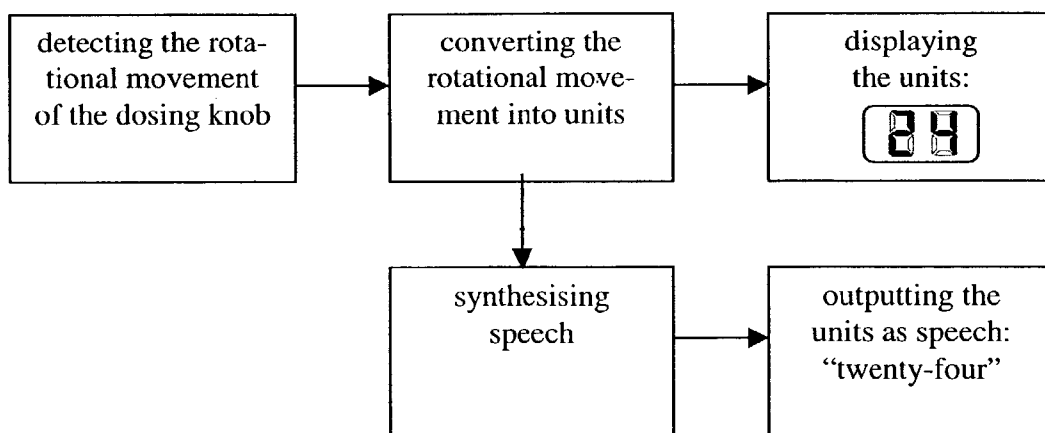 detecting the rota-
tional movement
of the dosing knob
converting the
rotational move-
ment into units
displaying
the units:
24
synthesising
speech
outputting the
units as speech:
“twenty-four”